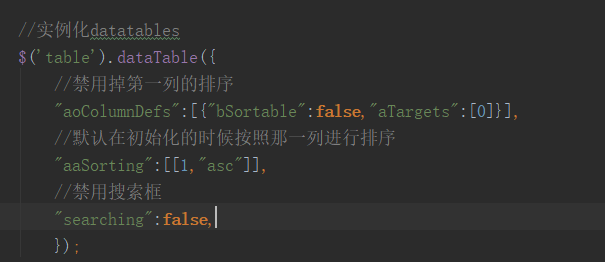 //实例化datatables
$('table').dataTable({
//禁用掉第一列的排序
"aoColumnDefs":[{"bSortable":false,"aTargets":[0]}],
//默认在初始化的时候按照那一列进行排序
"aaSorting":[[1,"asc"]],
//禁用搜索框
"searching":false,
});